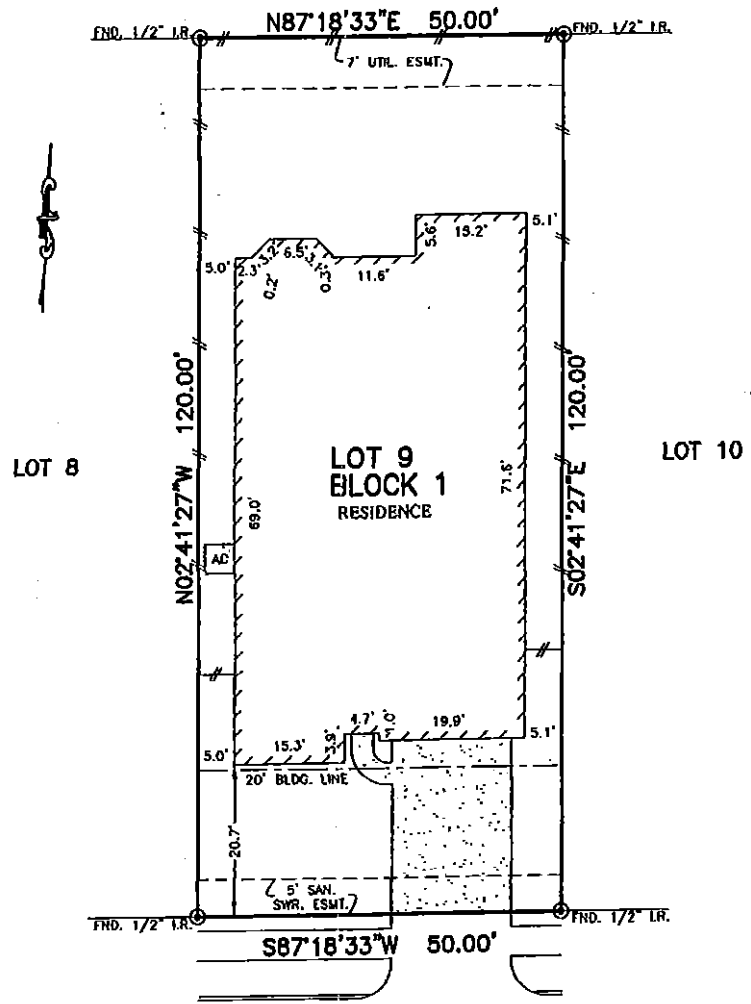 N87°18'33"E 50.00'
FND. 1/2" I.R.
FND. 1/2" I.R.
7' UTIL. ESMT.
5.1'
15.2'
5.6'
5.0'
2.3'
3.2'
6.5'
3.1'
0.2'
0.3'
11.6'
N02°41'27"W 120.00'
S02°41'27"E 120.00'
LOT 8
LOT 10
LOT 9
BLOCK 1
RESIDENCE
69.0'
71.6'
AC
4.7'
1.0'
19.9'
15.3'
3.9'
5.0'
5.1'
20' BLDG. LINE
20.7'
5' SAN.
SWR. ESMT.
FND. 1/2" I.R.
FND. 1/2" I.R.
S87°18'33"W 50.00'